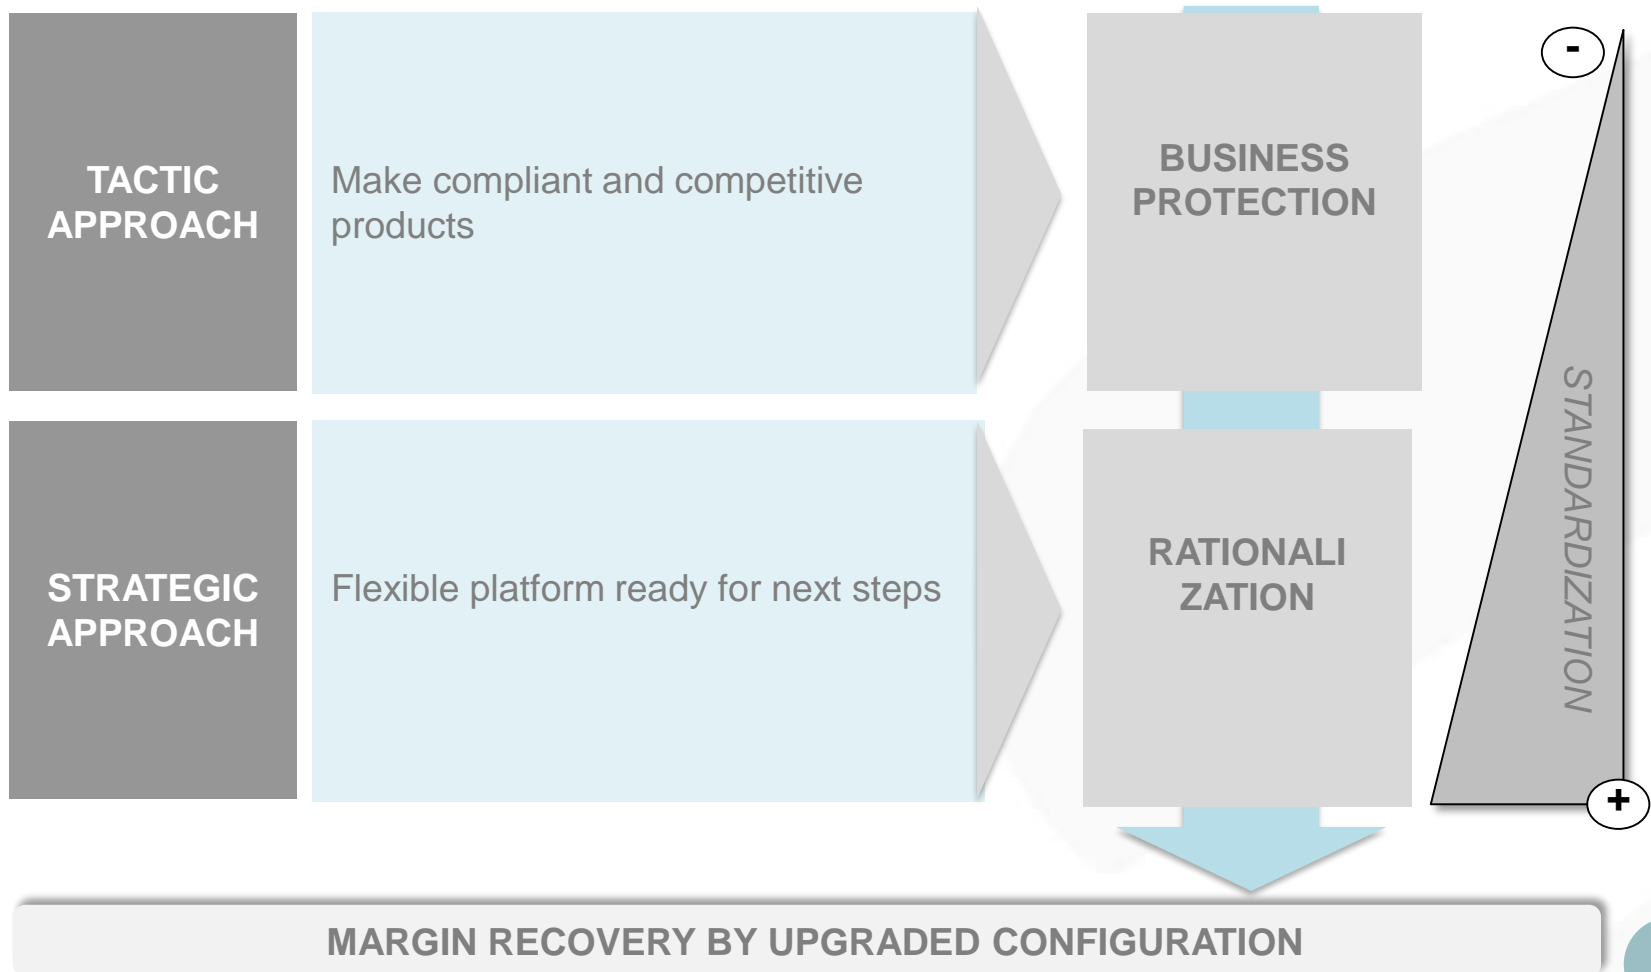 TACTIC
APPROACH
Make compliant and competitive
products
BUSINESS
PROTECTION
-
STRATEGIC
APPROACH
Flexible platform ready for next steps
RATIONALI
ZATION
STANDARDIZATION
+
MARGIN RECOVERY BY UPGRADED CONFIGURATION